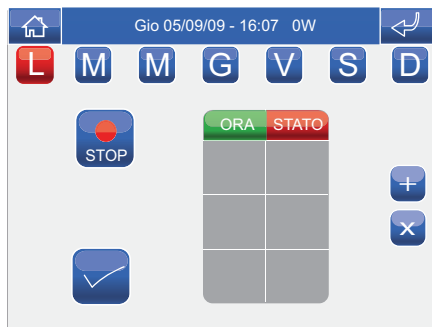 Gio 05/09/09 - 16:07 0W
L M M G V S D
ORA STATO
STOP
+
x